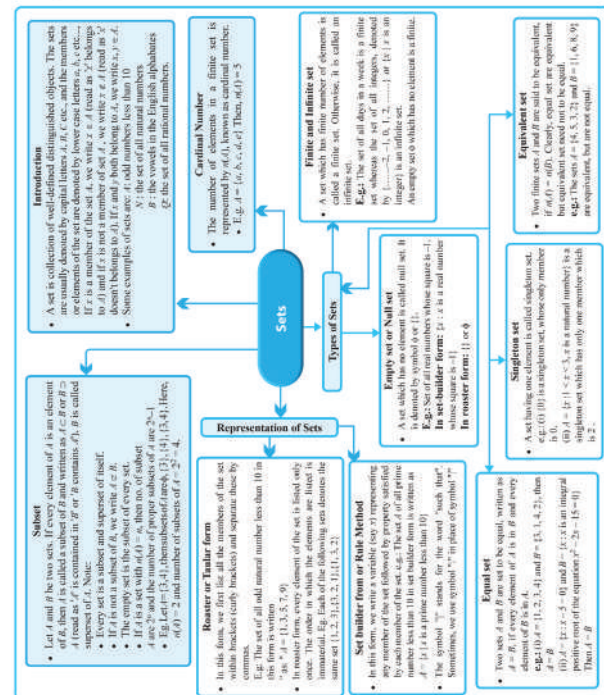 Subset
• Let A and B be two sets. If every element of A is an element
of B, then A is called a subset of B and written as A ⊂ B or B ⊃
A (read as 'A' is contained in 'B' or 'B contains A'). B is called
superset of A. Note:
• Every set is a subset and superset of itself.
• If A is not a subset of B, we write A ⊄ B.
• The empty set is the subset of every set.
• If A is a set with n(A) = n, then no. of subset
A are 2ⁿ and the number of proper subsets of A are 2ⁿ-1
Eg Let A = {3,4}, then subsets of A are ϕ, {3}, {4}, {3,4}. Here,
n(A) = 2 and number of subsets of A = 2² = 4.
Introduction
• A set is collection of well-defined distinguished objects. The sets
are usually denoted by capital letters A, B, C etc., and the members
or elements of the set are denoted by lower case letters a, b, c etc...,
If x is a member of the set A, we write x ∈ A (read as 'x' belongs
to A) and if x is not a member of set A, we write x ∉ A (read as 'x'
doesn't belongs to A). If x and y both belong to A, we write x, y ∈ A.
• Some examples of sets are: A : odd numbers less than 10
N : the set of all natural numbers
B : the vowels in the English alphabates
Q: the set of all rational numbers.
Cardinal Number
• The number of elements in a finite set is
represented by n(A), known as cardinal number.
• E.g. A = {a, b, c, d, e} Then, n(A) = 5
Sets
Representation of Sets
Types of Sets
Roaster or Taular form
• In this form, we first list all the members of the set
within brackets (curly brackets) and separate these by
commas.
E.g: The set of all odd natural number less than 10 in
this form is written
as: "A = {1, 3, 5, 7, 9}
• In rooster form, every element of the set is listed only
once. The order in which the elements are listed is
immaterial. Eg. Each of the following sets denotes the
same set {1, 2, 3},{3, 2, 1},{1, 3, 2}
Set builder from or Rule Method
• In this form, we write a variable (say x) representing
any member of the set followed by property satisfied
by each member of the set. e.g.: The set A of all prime
number less than 10 in set builder form is written as
A = {x | x is a prime number less than 10}
• The symbol '|' stands for the word "such that".
Sometimes, we use symbol ":" in place of symbol "|"
Finite and Infinite set
• A set which has finite number of elements is
called a finite set. Otherwise, it is called an
infinite set.
E.g.: The set of all days in a week is a finite
set whereas the set of all integers, denoted
by {.......-2, -1, 0, 1, 2, ......} or {x | x is an
integer} is an infinite set.
An empty set ϕ which has no element is a finite.
Empty set or Null set
• A set which has no element is called null set. It
is denoted by symbol ϕ or {}.
E.g.: Set of all real numbers whose square is -1.
In set-builder form: {x : x is a real number
whose square is -1}
In rooster form: {} or ϕ
Equal set
• Two sets A and B are set to be equal, written as
A = B, if every element of A is in B and every
element of B is in A.
e.g.: (i) A = {1, 2, 3, 4} and B = {3, 1, 4, 2}, then
A = B
(ii) A = {x : x - 5 = 0} and B = {x : x is an integral
positive root of the equation x² - 2x - 15 = 0}
Then A = B
Singleton set
• A set having one element is called singleton set.
e.g.: (i) {0} is a singleton set, whose only member
is 0.
(ii) A = {x : 1 < x < 3, x is a natural number} is a
singleton set which has only one member which
is 2 .
Equivalent set
• Two finite sets A and B are said to be equivalent,
if n(A) = n(B). Clearly, equal set are equivalent
but equivalent set need not to be equal.
e.g.: The sets A = {4, 5, 3, 2} and B = {1, 6, 8, 9}
are equivalent, but are not equal.